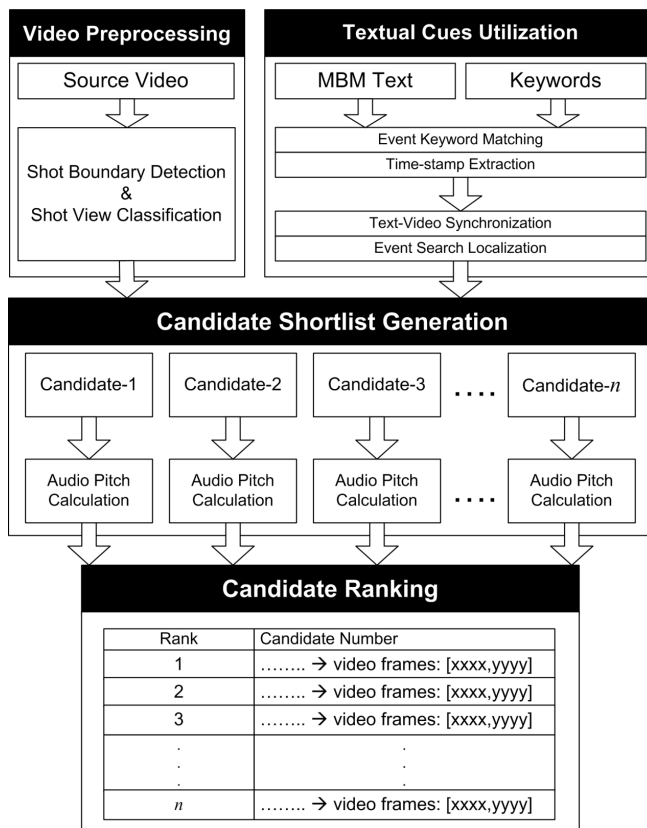 Video Preprocessing
Source Video
Shot Boundary Detection
&
Shot View Classification
Textual Cues Utilization
MBM Text
Keywords
Event Keyword Matching
Time-stamp Extraction
Text-Video Synchronization
Event Search Localization
Candidate Shortlist Generation
Candidate-1
Candidate-2
Candidate-3
....
Candidate-n
Audio Pitch
Calculation
Audio Pitch
Calculation
Audio Pitch
Calculation
....
Audio Pitch
Calculation
Candidate Ranking
Rank Candidate Number
1 …..... → video frames: [xxxx,yyyy]
2 …..... → video frames: [xxxx,yyyy]
3 …..... → video frames: [xxxx,yyyy]
. .
. .
. .
n …..... → video frames: [xxxx,yyyy]